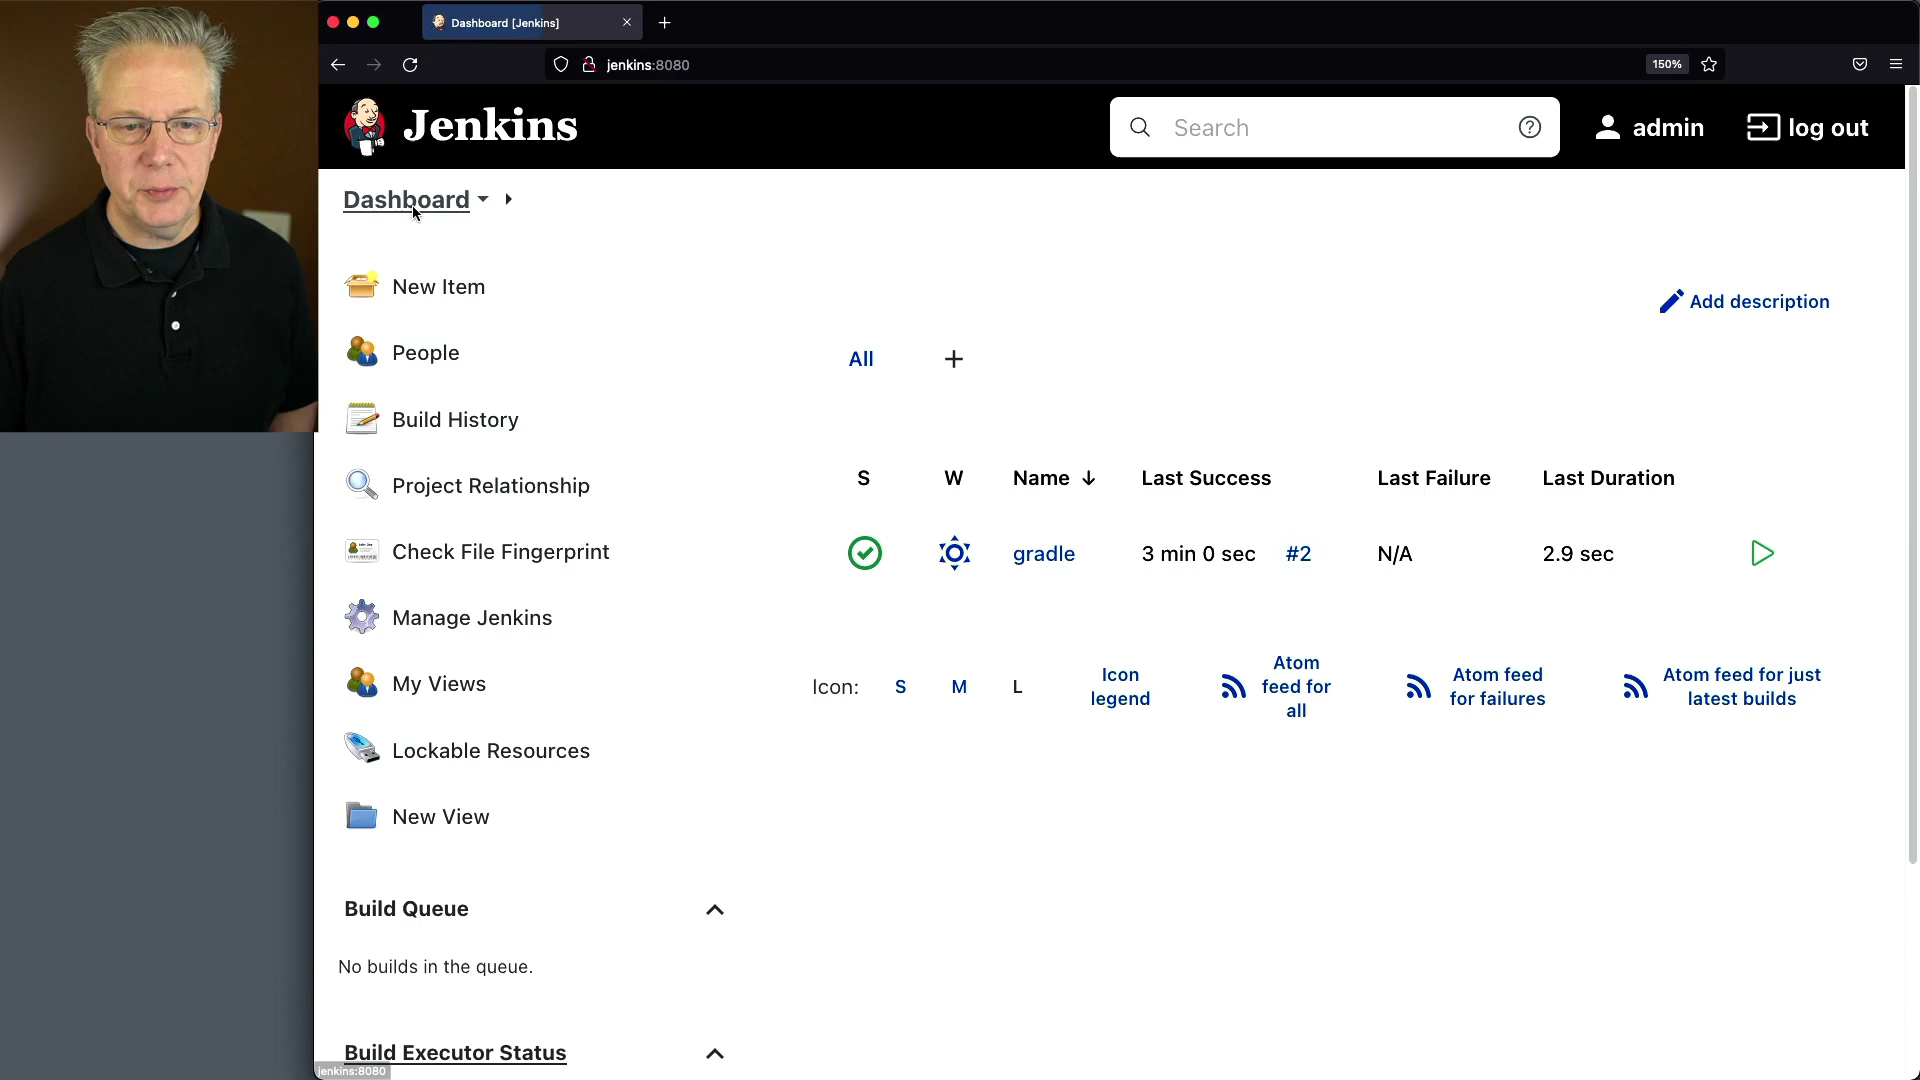 Dashboard [Jenkins]
jenkins:8080
150%
Jenkins
Search
admin
log out
Dashboard
New Item
People
Build History
Project Relationship
Check File Fingerprint
Manage Jenkins
My Views
Lockable Resources
New View
Add description
All
+
S W Name ↓ Last Success Last Failure Last Duration
gradle 3 min 0 sec #2 N/A 2.9 sec
Icon: S M L
Icon
legend
Atom
feed for
all
Atom feed
for failures
Atom feed for just
latest builds
Build Queue
No builds in the queue.
Build Executor Status
jenkins:8080